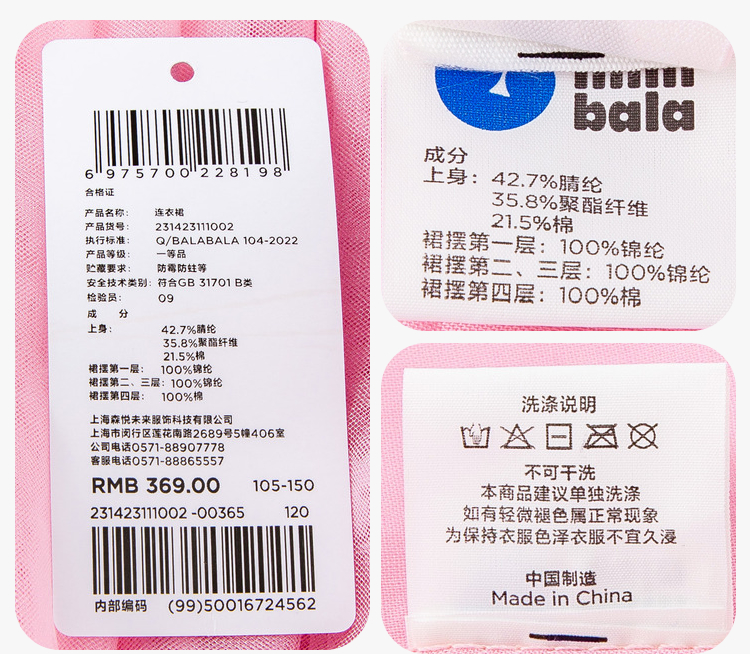 6 975700 228198
合格证
产品名称： 连衣裙
产品货号： 231423111002
执行标准： Q/BALABALA 104-2022
产品等级： 一等品
贮藏要求： 防霉防蛀等
安全技术类别：符合GB 31701 B类
检验员： 09
成 分
上身： 42.7%腈纶
35.8%聚酯纤维
21.5%棉
裙摆第一层： 100%锦纶
裙摆第二、三层：100%锦纶
裙摆第四层： 100%棉
上海森悦未来服饰科技有限公司
上海市闵行区莲花南路2689号5幢406室
公司电话0571-88907778
客服电话0571-88865557
RMB 369.00 105-150
231423111002 -00365 120
内部编码 (99)50016724562
mini
bala
成分
上身：42.7%腈纶
35.8%聚酯纤维
21.5%棉
裙摆第一层：100%锦纶
裙摆第二、三层：100%锦纶
裙摆第四层：100%棉
洗涤说明
不可干洗
本商品建议单独洗涤
如有轻微褪色属正常现象
为保持衣服色泽衣服不宜久浸
中国制造
Made in China